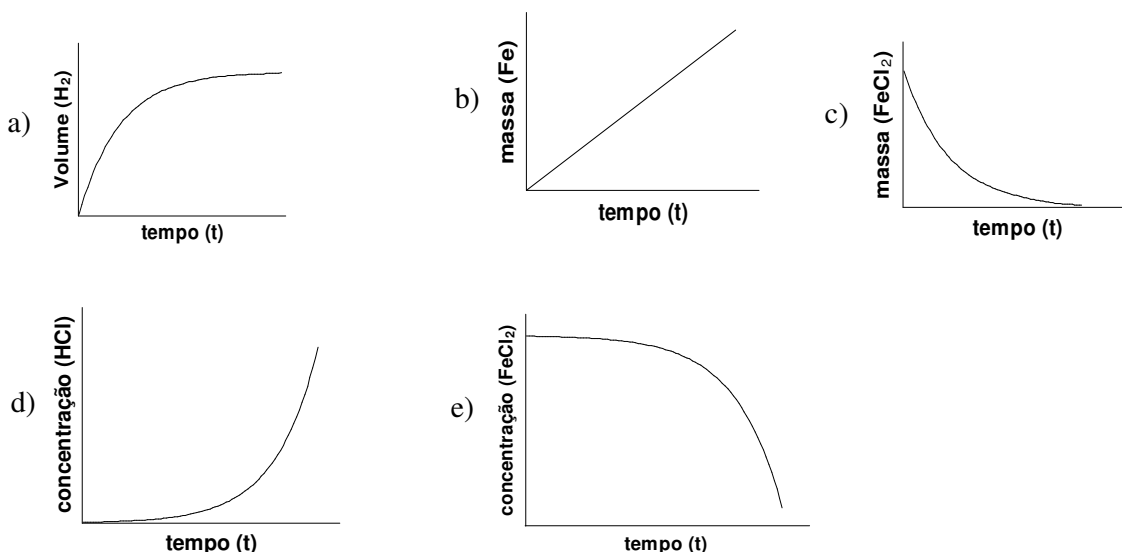 a)
Volume (H₂)
tempo (t)
b)
massa (Fe)
tempo (t)
c)
massa (FeCl₂)
tempo (t)
d)
concentração (HCl)
tempo (t)
e)
concentração (FeCl₂)
tempo (t)